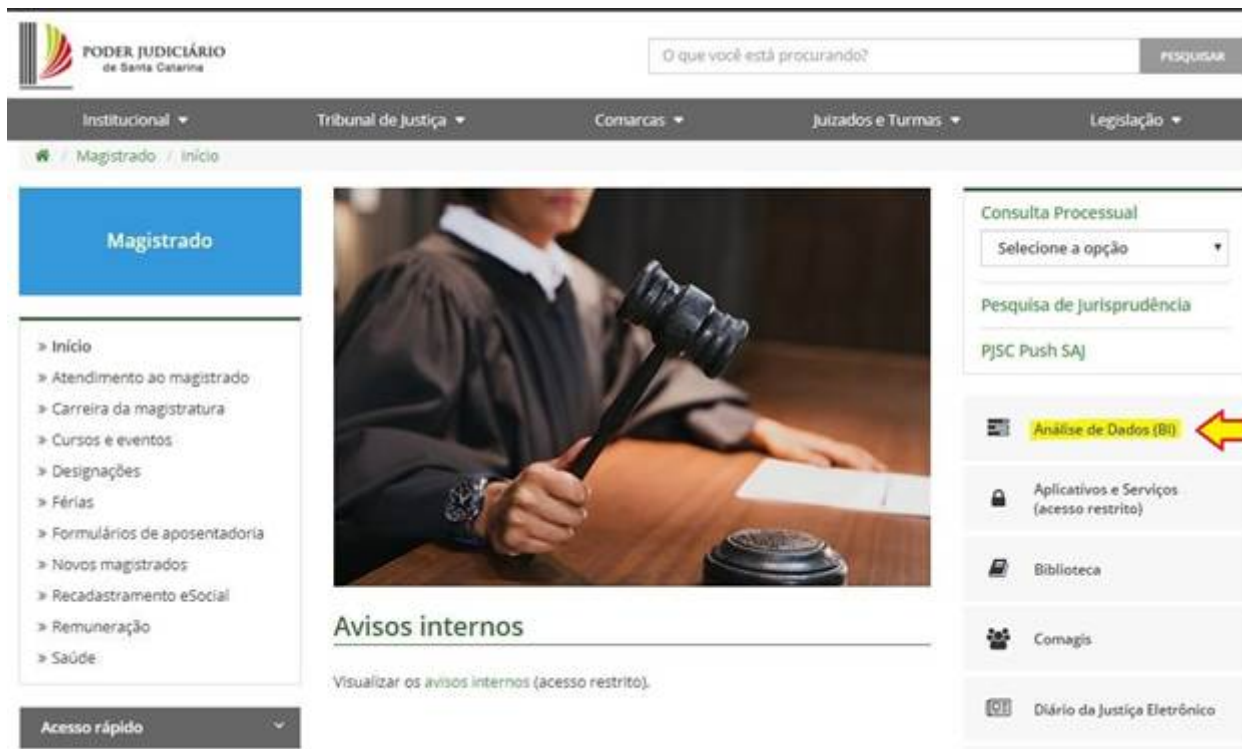 PODER JUDICIÁRIO
de Santa Catarina
O que você está procurando?
PESQUISAR
Institucional
Tribunal de Justiça
Comarcas
Juizados e Turmas
Legislação
/ Magistrado / Início
Magistrado
» Início
» Atendimento ao magistrado
» Carreira da magistratura
» Cursos e eventos
» Designações
» Férias
» Formulários de aposentadoria
» Novos magistrados
» Recadastramento eSocial
» Remuneração
» Saúde
Acesso rápido
Avisos internos
Visualizar os avisos internos (acesso restrito).
Consulta Processual
Selecione a opção
Pesquisa de Jurisprudência
PJSC Push SAJ
Análise de Dados (BI)
Aplicativos e Serviços
(acesso restrito)
Biblioteca
Comagis
Diário da Justiça Eletrônico